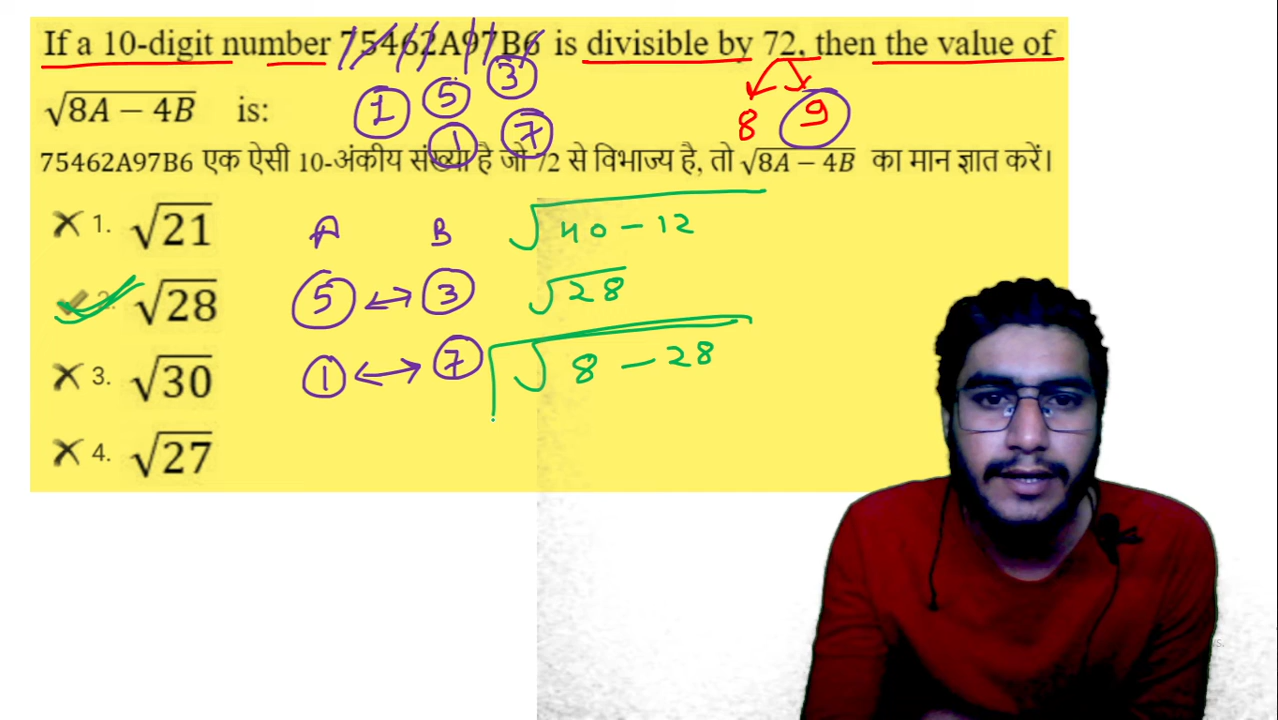 If a 10-digit number 75462A97B6 is divisible by 72, then the value of
√8A − 4B is:
1 5 3
1 7
8 9
75462A97B6 एक ऐसी 10-अंकीय संख्या है जो 72 से विभाज्य है, तो √8A − 4B का मान ज्ञात करें।
1. √21
2. √28
3. √30
4. √27
A B
5 ↔ 3
1 ↔ 7
√40 − 12
√28
√8 − 28